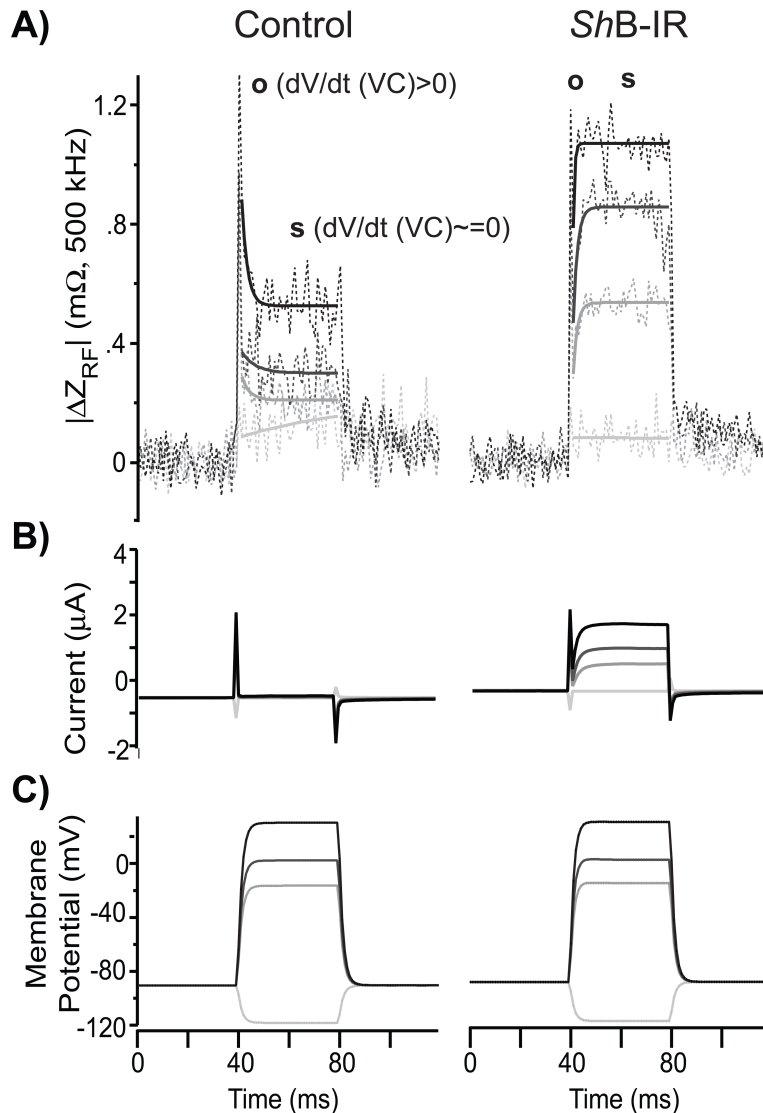 A)
Control
ShB-IR
|ΔZRF| (mΩ, 500 kHz)
1.2
.8
.4
0
o (dV/dt (VC)>0)
s (dV/dt (VC)~=0)
o s
B)
Current (μA)
4
2
0
-2
C)
Membrane
Potential (mV)
0
-40
-80
-120
0 40 80
Time (ms)
0 40 80
Time (ms)